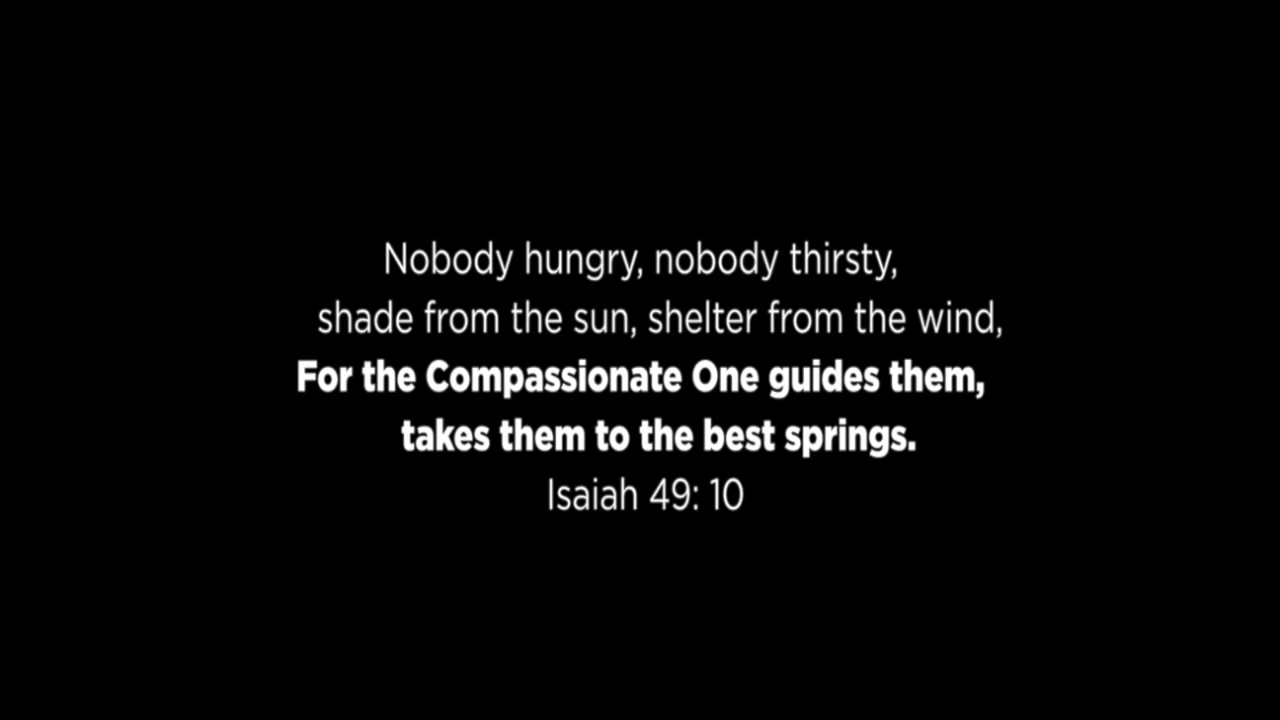 Nobody hungry, nobody thirsty,
shade from the sun, shelter from the wind,
For the Compassionate One guides them,
takes them to the best springs.
Isaiah 49: 10